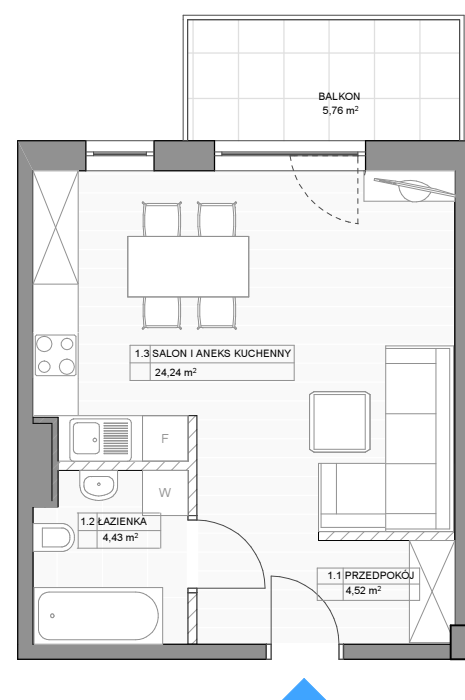 BALKON
5,76 m²
1.3 SALON I ANEKS KUCHENNY
24,24 m²
F
W
1.2 ŁAZIENKA
4,43 m²
1.1 PRZEDPOKÓJ
4,52 m²